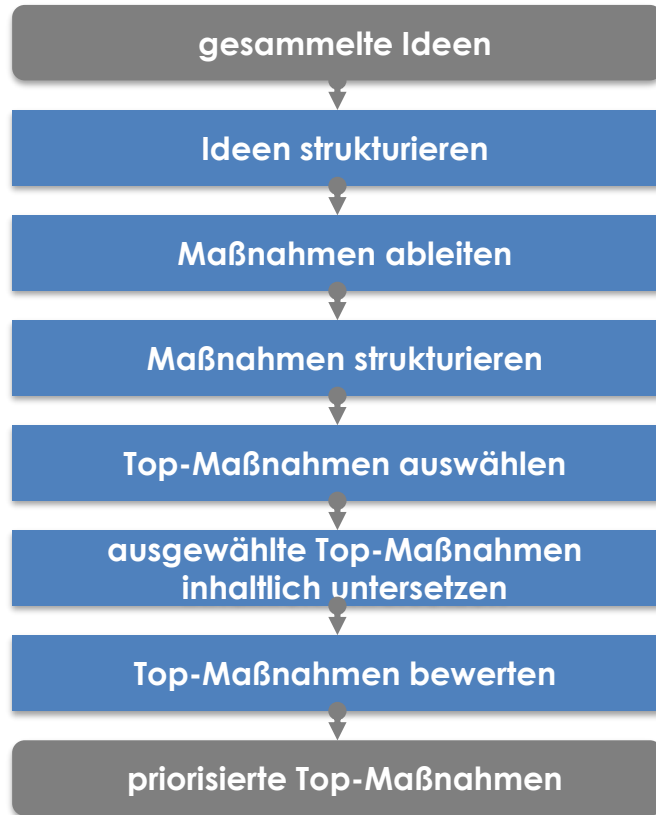 gesammelte Ideen
Ideen strukturieren
Maßnahmen ableiten
Maßnahmen strukturieren
Top-Maßnahmen auswählen
ausgewählte Top-Maßnahmen
inhaltlich untersetzen
Top-Maßnahmen bewerten
priorisierte Top-Maßnahmen